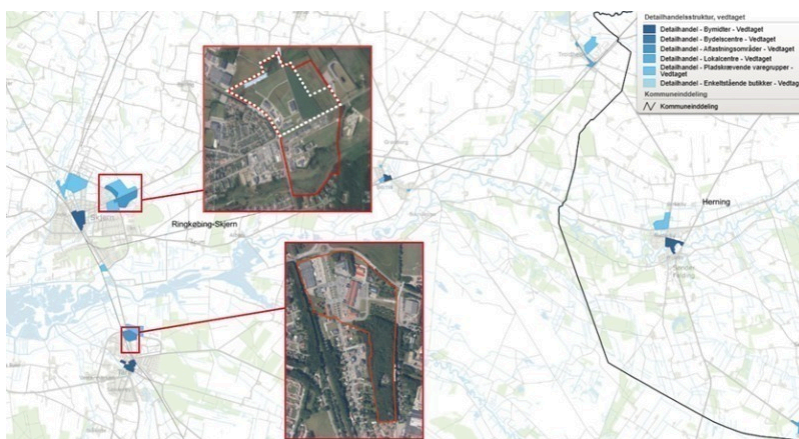 Detailhandelsstruktur, vedtaget
Detailhandel - Bymidter - Vedtaget
Detailhandel - Bydelscentre - Vedtaget
Detailhandel - Aflastningsområder - Vedtaget
Detailhandel - Lokalcentre - Vedtaget
Detailhandel - Pladskrævende varegrupper -
Vedtaget
Detailhandel - Enkeltstående butikker - Vedtag
Kommuneinddeling
Kommuneinddeling
Herning
Ringkøbing-Skjern